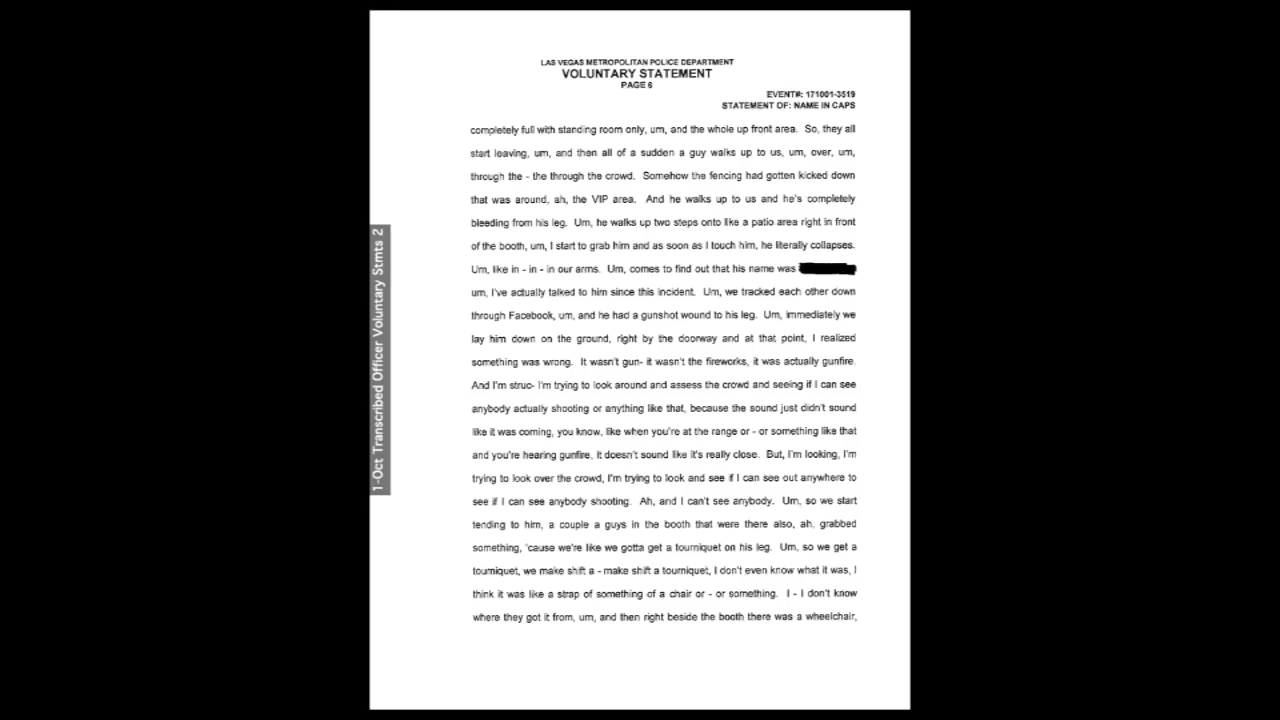 LAS VEGAS METROPOLITAN POLICE DEPARTMENT
VOLUNTARY STATEMENT
PAGE 6
EVENT#: 171001-3519
STATEMENT OF: NAME IN CAPS
completely full with standing room only, um, and the whole up front area. So, they all
start leaving, um, and then all of a sudden a guy walks up to us, um, over, um,
through the - the through the crowd. Somehow the fencing had gotten kicked down
that was around, ah, the VIP area. And he walks up to us and he's completely
bleeding from his leg. Um, he walks up two steps onto like a patio area right in front
of the booth, um, I start to grab him and as soon as I touch him, he literally collapses.
Um, like in - in - in our arms. Um, comes to find out that his name was
um, I've actually talked to him since this incident. Um, we tracked each other down
through Facebook, um, and he had a gunshot wound to his leg. Um, immediately we
lay him down on the ground, right by the doorway and at that point, I realized
something was wrong. It wasn't gun- it wasn't the fireworks, it was actually gunfire.
And I'm struc- I'm trying to look around and assess the crowd and seeing if I can see
anybody actually shooting or anything like that, because the sound just didn't sound
like it was coming, you know, like when you're at the range or - or something like that
and you're hearing gunfire, it doesn't sound like it's really close. But, I'm looking, I'm
trying to look over the crowd, I'm trying to look and see if I can see out anywhere to
see if I can see anybody shooting. Ah, and I can't see anybody. Um, so we start
tending to him, a couple a guys in the booth that were there also, ah, grabbed
something, 'cause we're like we gotta get a tourniquet on his leg. Um, so we get a
tourniquet, we make shift a - make shift a tourniquet, I don't even know what it was, I
think it was like a strap of something of a chair or - or something. I - I don't know
where they got it from, um, and then right beside the booth there was a wheelchair,
1-Oct Transcribed Officer Voluntary Stmts 2